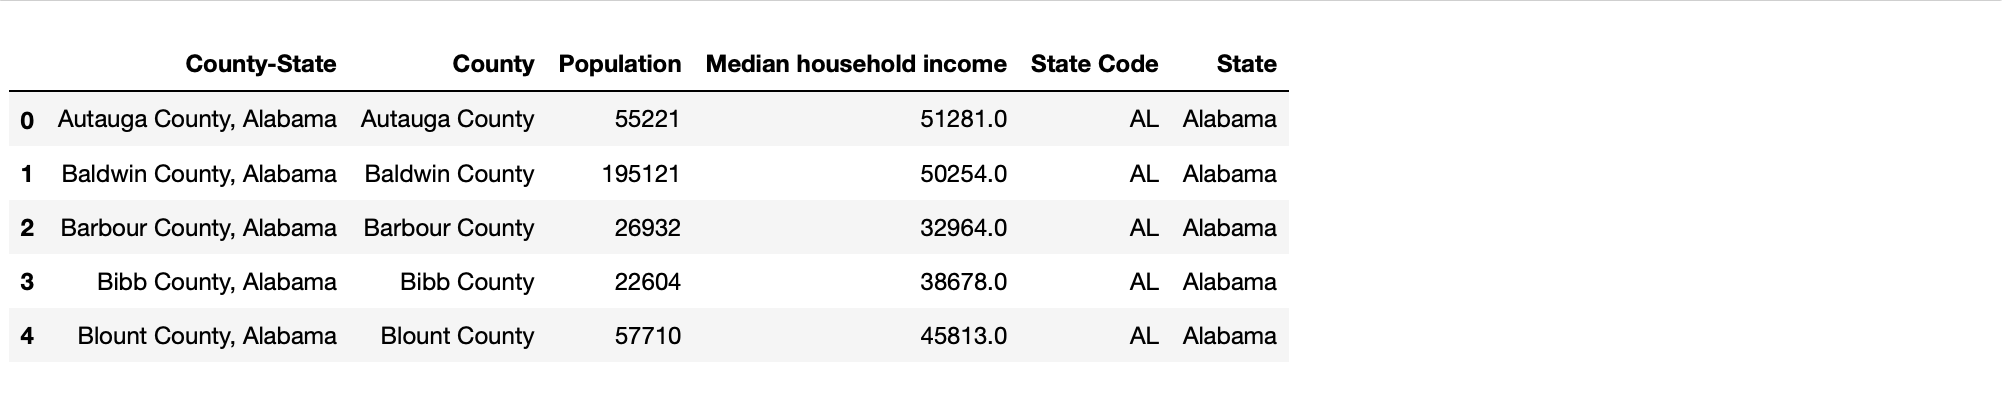 County-State County Population Median household income State Code State
0 Autauga County, Alabama Autauga County 55221 51281.0 AL Alabama
1 Baldwin County, Alabama Baldwin County 195121 50254.0 AL Alabama
2 Barbour County, Alabama Barbour County 26932 32964.0 AL Alabama
3 Bibb County, Alabama Bibb County 22604 38678.0 AL Alabama
4 Blount County, Alabama Blount County 57710 45813.0 AL Alabama